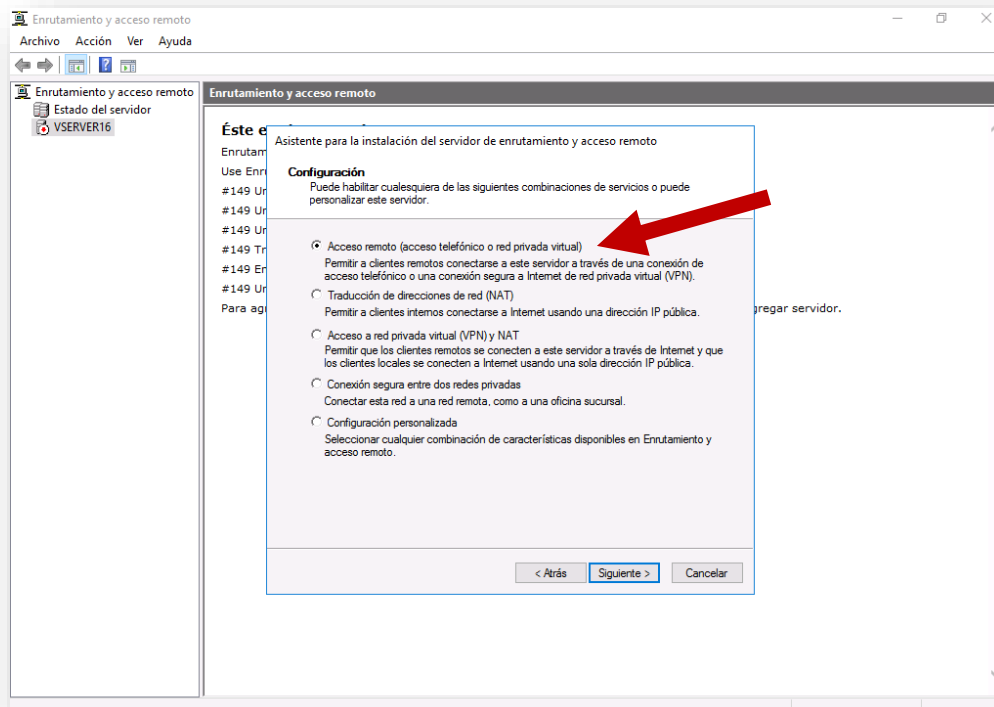 Enrutamiento y acceso remoto
Archivo Acción Ver Ayuda
Enrutamiento y acceso remoto
Estado del servidor
VSERVER16
Enrutamiento y acceso remoto
Éste e
Enrutam
Use Enru
#149 Un
#149 Un
#149 Un
#149 Tr
#149 En
#149 Un
Para ag
gregar servidor.
Asistente para la instalación del servidor de enrutamiento y acceso remoto
Configuración
Puede habilitar cualesquiera de las siguientes combinaciones de servicios o puede
personalizar este servidor.
Acceso remoto (acceso telefónico o red privada virtual)
Permitir a clientes remotos conectarse a este servidor a través de una conexión de
acceso telefónico o una conexión segura a Internet de red privada virtual (VPN).
Traducción de direcciones de red (NAT)
Permitir a clientes internos conectarse a Internet usando una dirección IP pública.
Acceso a red privada virtual (VPN) y NAT
Permitir que los clientes remotos se conecten a este servidor a través de Internet y que
los clientes locales se conecten a Internet usando una sola dirección IP pública.
Conexión segura entre dos redes privadas
Conectar esta red a una red remota, como a una oficina sucursal.
Configuración personalizada
Seleccionar cualquier combinación de características disponibles en Enrutamiento y
acceso remoto.
< Atrás Siguiente > Cancelar